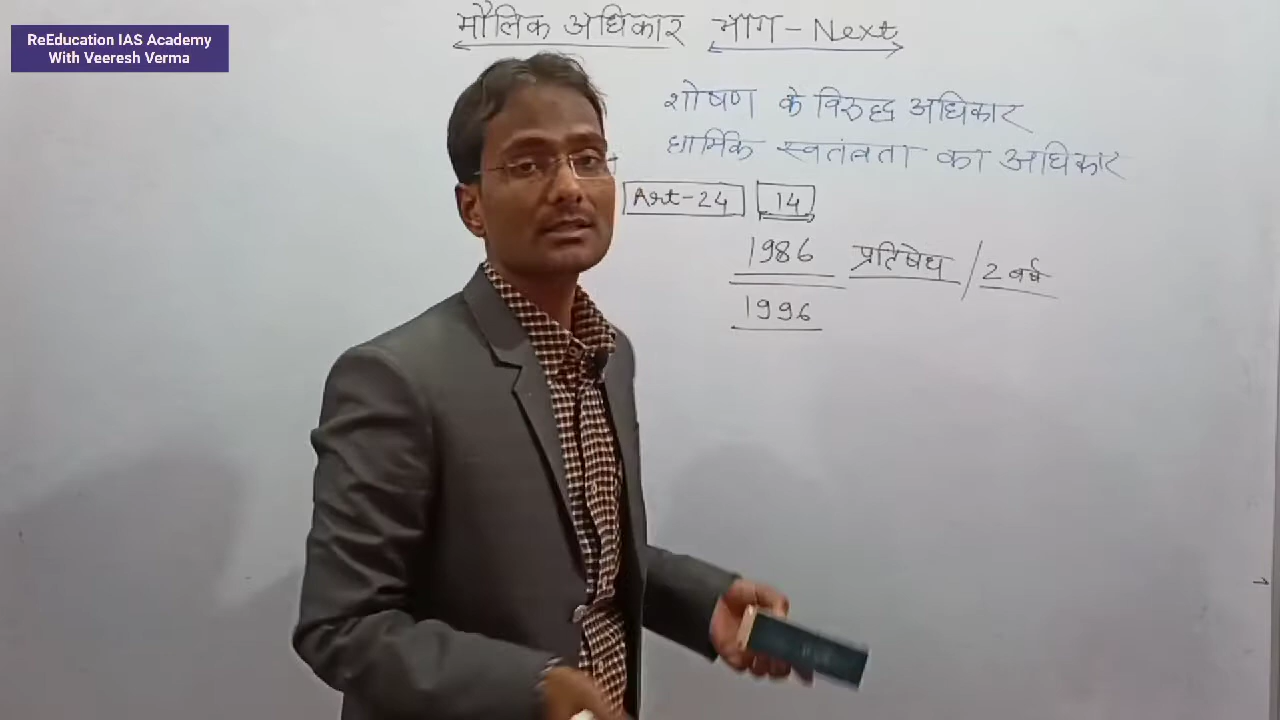 ReEducation IAS Academy
With Veeresh Verma
मौलिक अधिकार भाग - Next
शोषण के विरुद्ध अधिकार
धार्मिक स्वतंत्रता का अधिकार
Art-24 14
1986 प्रतिषेध / 2 वर्ष
1996